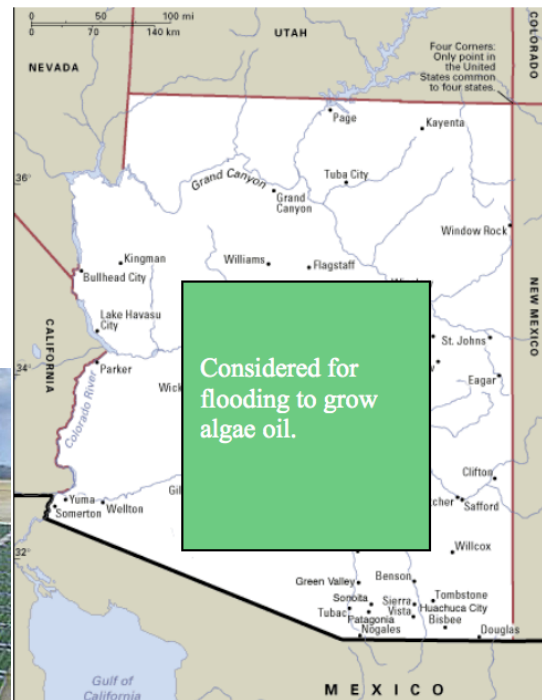 0 50 100 mi
0 70 140 km
UTAH
COLORADO
NEVADA
Four Corners:
Only point in
the United
States common
to four states.
Page
Kayenta
36°
Grand Canyon
Tuba City
Grand
Canyon
Window Rock
Kingman
Williams
Flagstaff
Bullhead City
NEW MEXICO
Lake Havasu
City
CALIFORNIA
St. Johns
34°
Parker
Considered for
flooding to grow
algae oil.
Eagar
Colorado River
Clifton
Yuma
Wellton
Safford
Somerton
32°
Willcox
Green Valley
Benson
Sonoita
Sierra
Vista
Tombstone
Huachuca City
Tubac
Patagonia
Bisbee
Nogales
Douglas
Gulf of
California
MEXICO